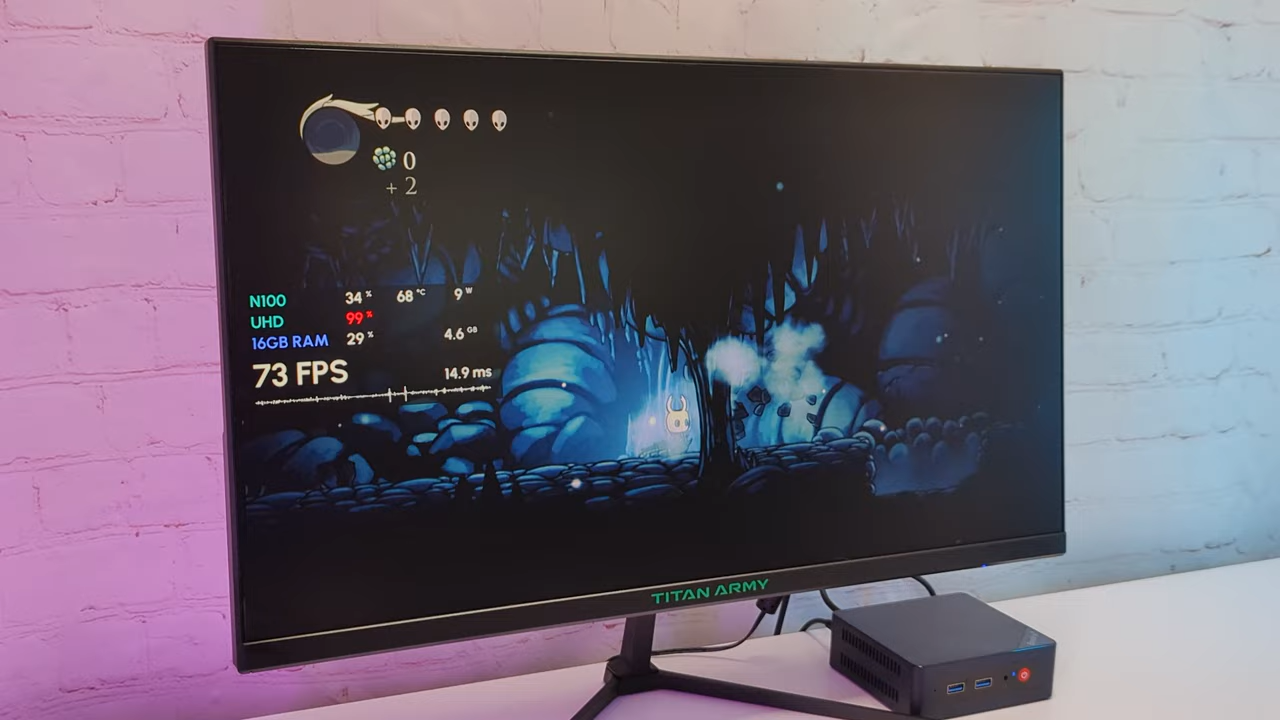 0
+ 2
N100 34 % 68 °C 9 W
UHD 99 %
16GB RAM 29 % 4.6 GB
73 FPS 14.9 ms
TITAN ARMY